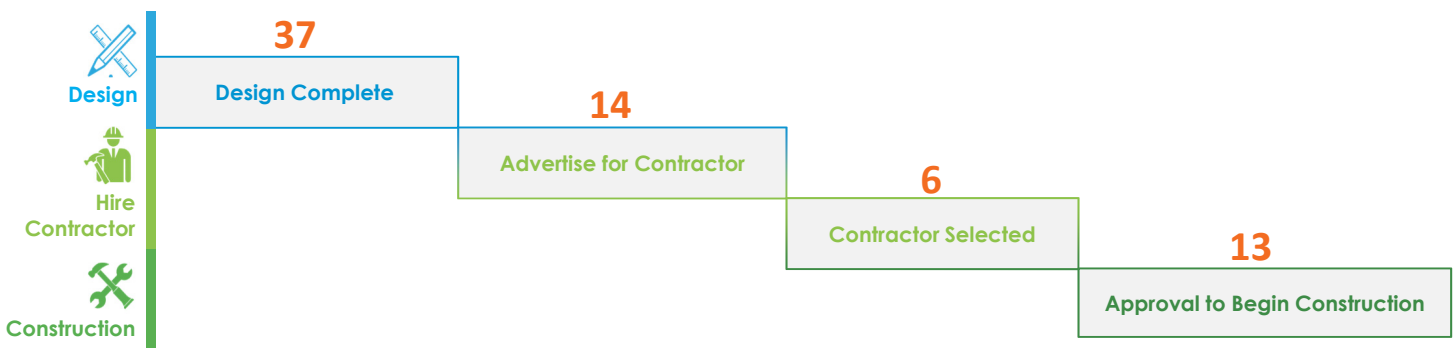 37
Design
Design Complete
14
Hire
Contractor
Advertise for Contractor
6
Contractor Selected
13
Construction
Approval to Begin Construction